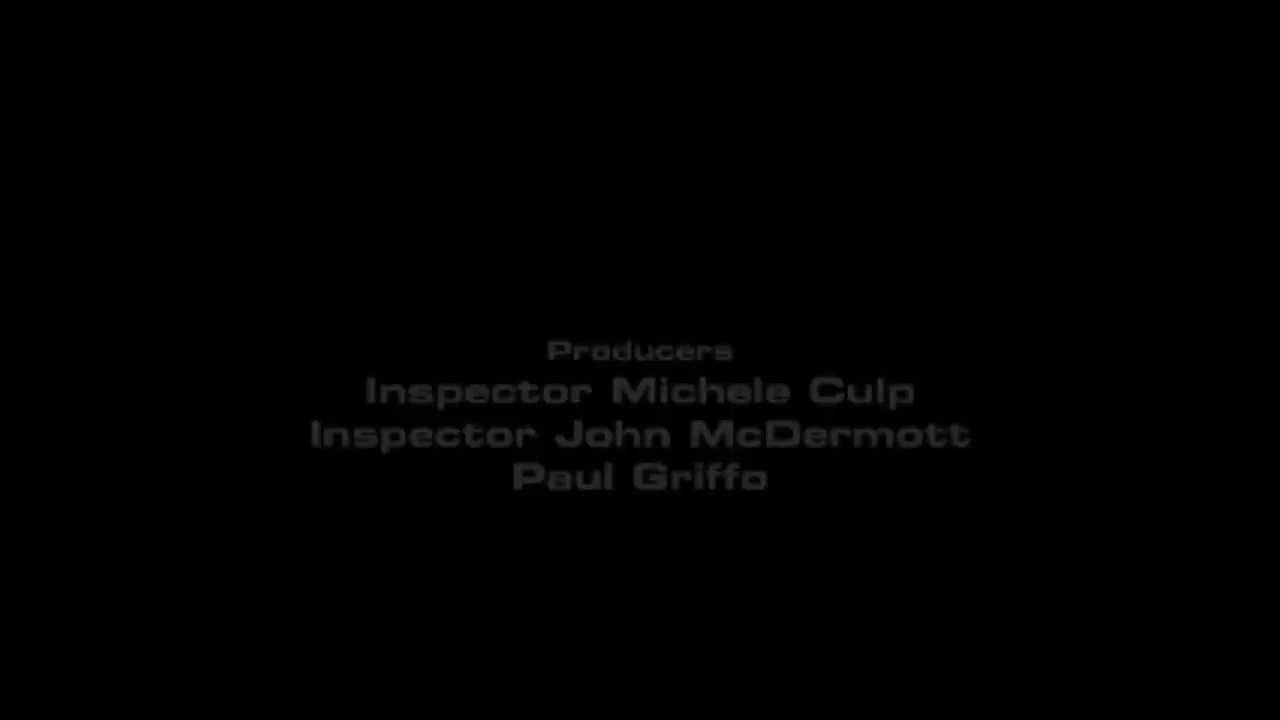 Producers
Inspector Michele Culp
Inspector John McDermott
Paul Griffo